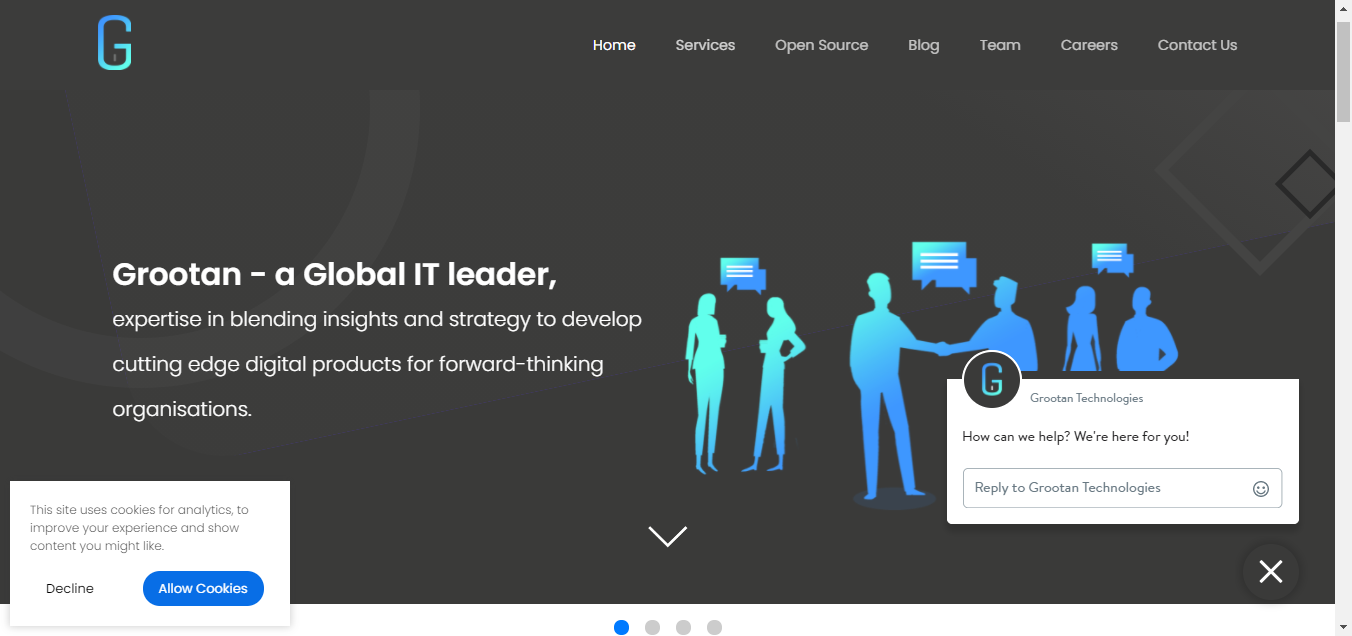 G
Home Services Open Source Blog Team Careers Contact Us
Grootan - a Global IT leader,
expertise in blending insights and strategy to develop
cutting edge digital products for forward-thinking
organisations.
G
Grootan Technologies
How can we help? We're here for you!
Reply to Grootan Technologies
This site uses cookies for analytics, to
improve your experience and show
content you might like.
Decline Allow Cookies